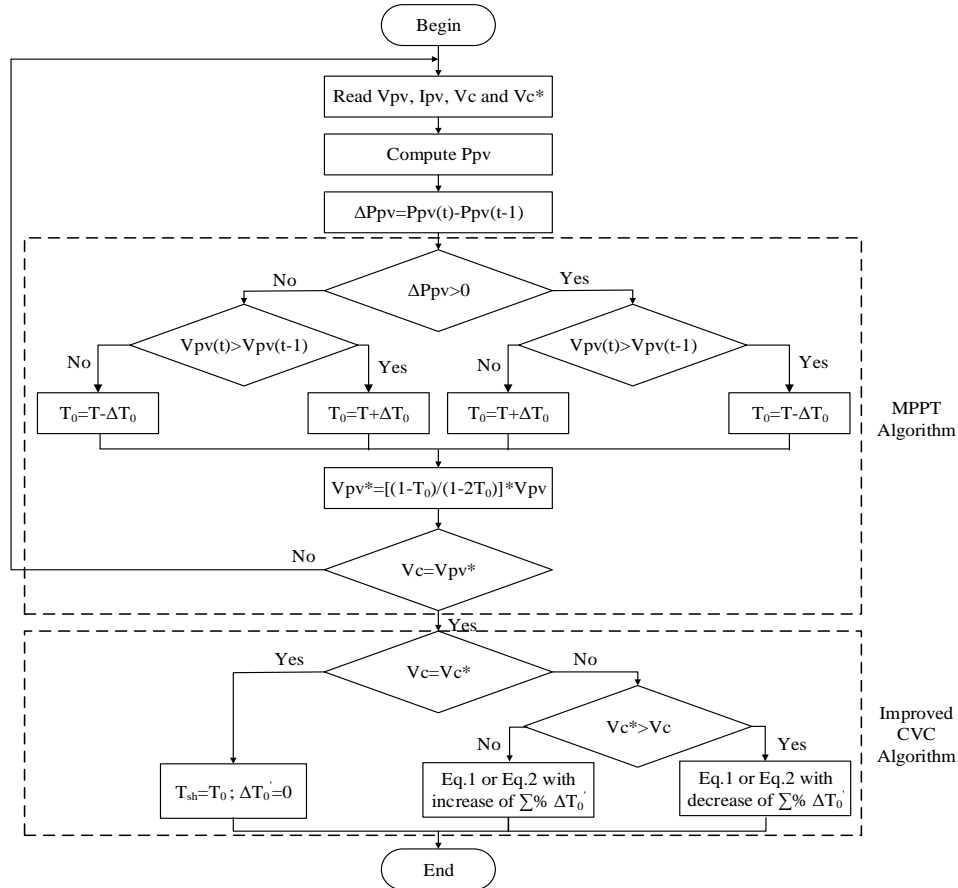 Begin
Read Vpv, Ipv, Vc and Vc*
Compute Ppv
ΔPpv=Ppv(t)-Ppv(t-1)
No
Yes
ΔPpv>0
Vpv(t)>Vpv(t-1)
Vpv(t)>Vpv(t-1)
No
Yes
No
Yes
T₀=T-ΔT₀
T₀=T+ΔT₀
T₀=T+ΔT₀
T₀=T-ΔT₀
MPPT
Algorithm
Vpv*=[(1-T₀)/(1-2T₀)]*Vpv
No
Vc=Vpv*
Yes
Yes
No
Vc=Vc*
Vc*>Vc
No
Yes
Improved
CVC
Algorithm
Tsh=T₀ ; ΔT₀'=0
Eq.1 or Eq.2 with
increase of ∑% ΔT₀'
Eq.1 or Eq.2 with
decrease of ∑% ΔT₀'
End